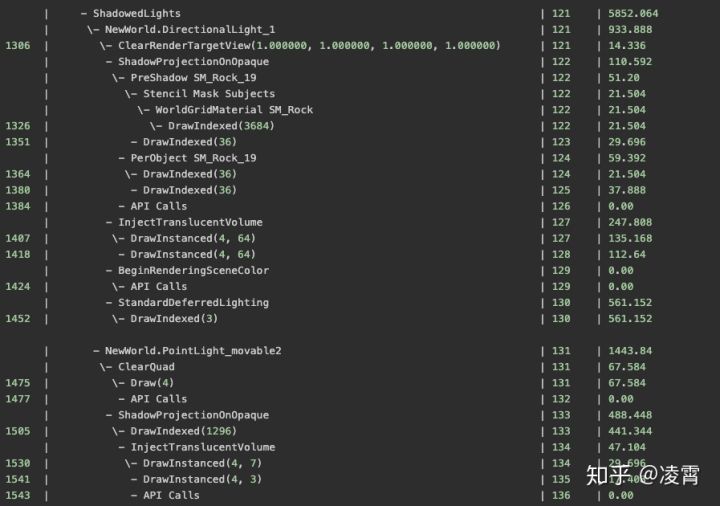 | - ShadowedLights | 121 | 5852.064
| \- NewWorld.DirectionalLight_1 | 121 | 933.888
1306 | \- ClearRenderTargetView(1.000000, 1.000000, 1.000000, 1.000000) | 121 | 14.336
| - ShadowProjectionOnOpaque | 122 | 110.592
| \- PreShadow SM_Rock_19 | 122 | 51.20
| \- Stencil Mask Subjects | 122 | 21.504
| \- WorldGridMaterial SM_Rock | 122 | 21.504
1326 | \- DrawIndexed(3684) | 122 | 21.504
1351 | - DrawIndexed(36) | 123 | 29.696
| - PerObject SM_Rock_19 | 124 | 59.392
1364 | \- DrawIndexed(36) | 124 | 21.504
1380 | - DrawIndexed(36) | 125 | 37.888
1384 | - API Calls | 126 | 0.00
| - InjectTranslucentVolume | 127 | 247.808
1407 | \- DrawInstanced(4, 64) | 127 | 135.168
1418 | - DrawInstanced(4, 64) | 128 | 112.64
| - BeginRenderingSceneColor | 129 | 0.00
1424 | \- API Calls | 129 | 0.00
| - StandardDeferredLighting | 130 | 561.152
1452 | \- DrawIndexed(3) | 130 | 561.152
| - NewWorld.PointLight_movable2 | 131 | 1443.84
| \- ClearQuad | 131 | 67.584
1475 | \- Draw(4) | 131 | 67.584
1477 | - API Calls | 132 | 0.00
| - ShadowProjectionOnOpaque | 133 | 488.448
1505 | \- DrawIndexed(1296) | 133 | 441.344
| - InjectTranslucentVolume | 134 | 47.104
1530 | \- DrawInstanced(4, 7) | 134 | 29.696
1541 | - DrawInstanced(4, 3) | 135
1543 | - API Calls | 136 | 0.00
知乎 @凌霄